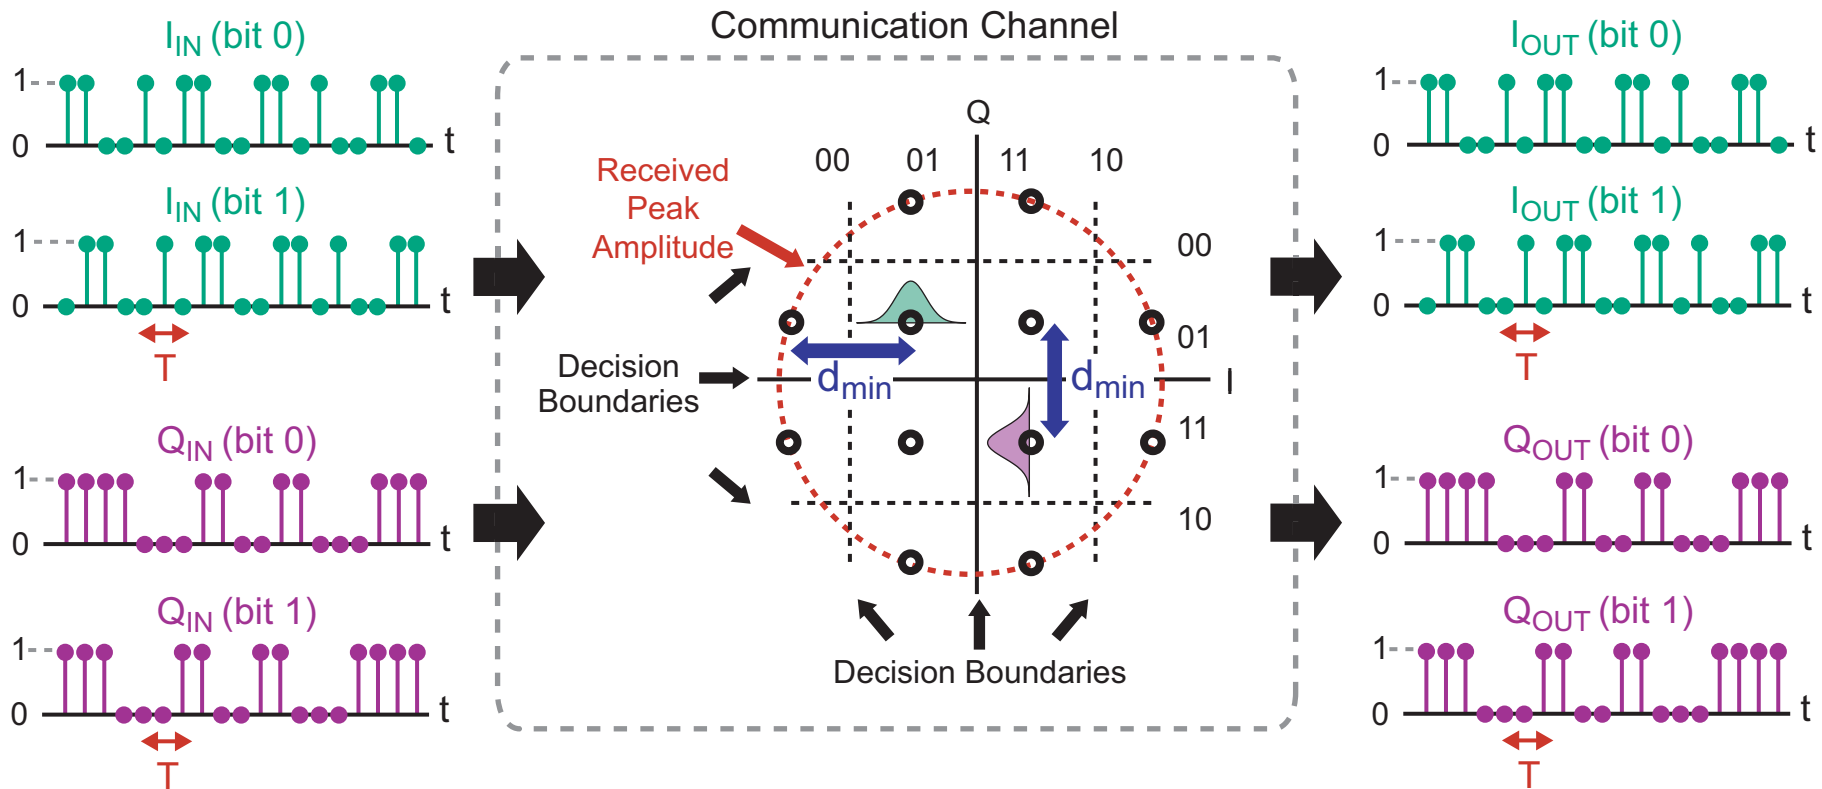 Communication Channel
I_IN (bit 0)
1
0
t
I_IN (bit 1)
1
0
t
T
Q_IN (bit 0)
1
0
t
Q_IN (bit 1)
1
0
t
T
Q
00 01 11 10
Received
Peak
Amplitude
00
01
11
10
I
d_min
d_min
Decision
Boundaries
Decision Boundaries
I_OUT (bit 0)
1
0
t
I_OUT (bit 1)
1
0
t
T
Q_OUT (bit 0)
1
0
t
Q_OUT (bit 1)
1
0
t
T